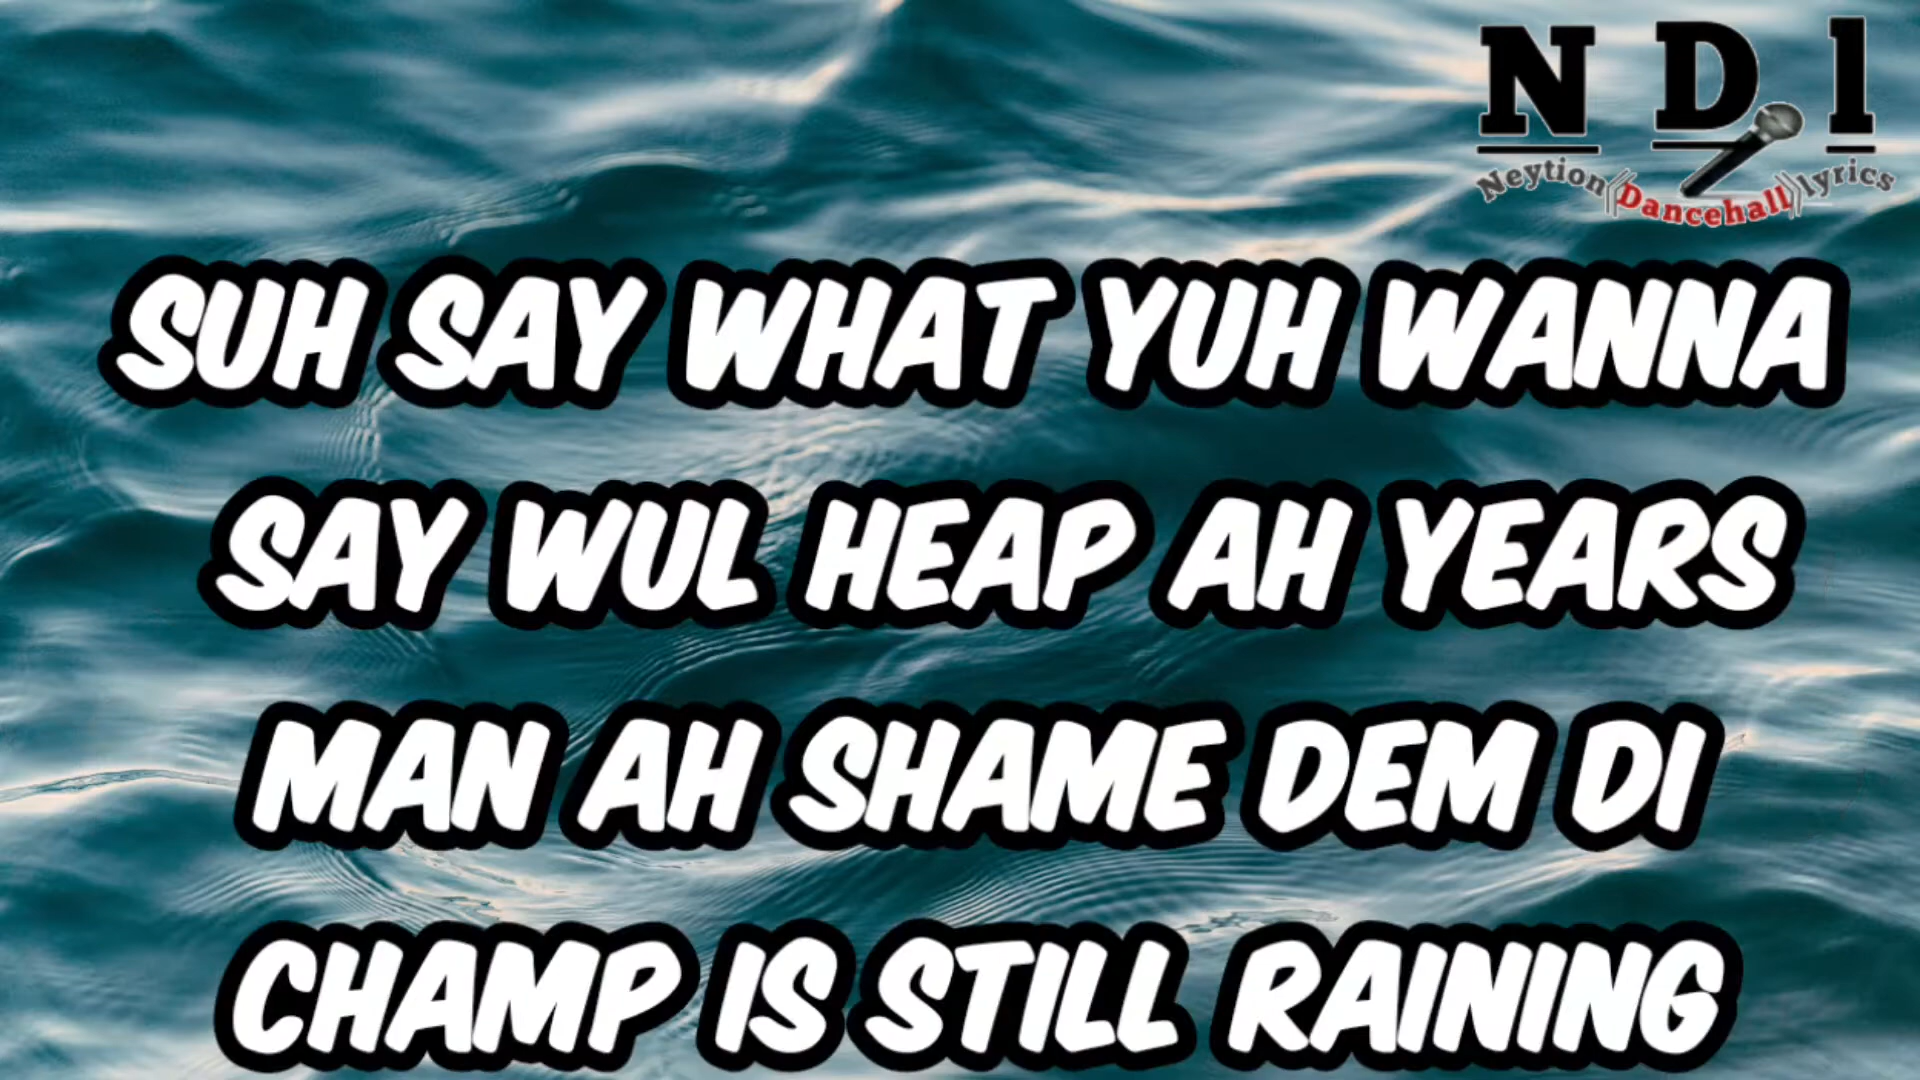 N D l
Neytion Dancehall lyrics
SUH SAY WHAT YUH WANNA
SAY WUL HEAP AH YEARS
MAN AH SHAME DEM DI
CHAMP IS STILL RAINING